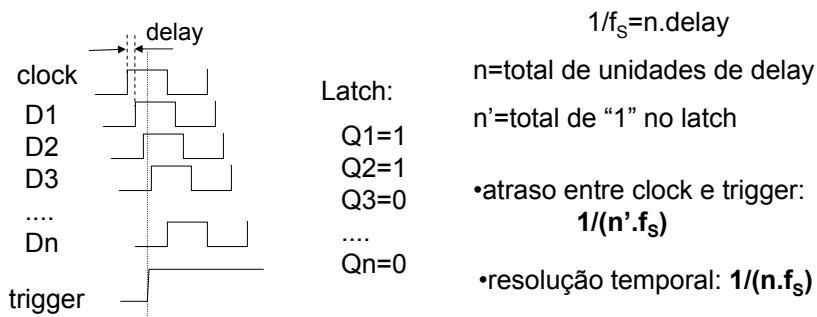 delay
clock
D1
D2
D3
....
Dn
trigger
Latch:
Q1=1
Q2=1
Q3=0
....
Qn=0
1/fS=n.delay
n=total de unidades de delay
n’=total de “1” no latch
•atraso entre clock e trigger:
1/(n’.fS)
•resolução temporal: 1/(n.fS)